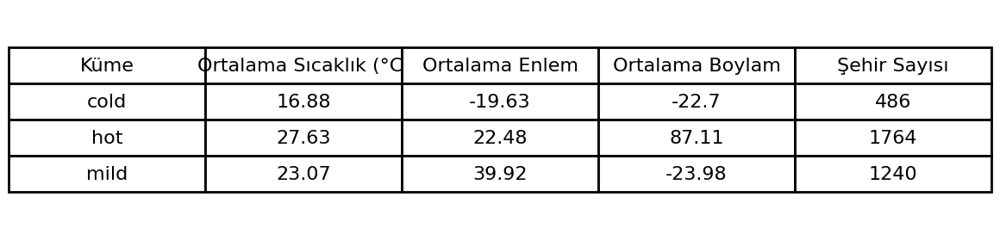 Küme Ortalama Sıcaklık (°C Ortalama Enlem Ortalama Boylam Şehir Sayısı
cold 16.88 -19.63 -22.7 486
hot 27.63 22.48 87.11 1764
mild 23.07 39.92 -23.98 1240